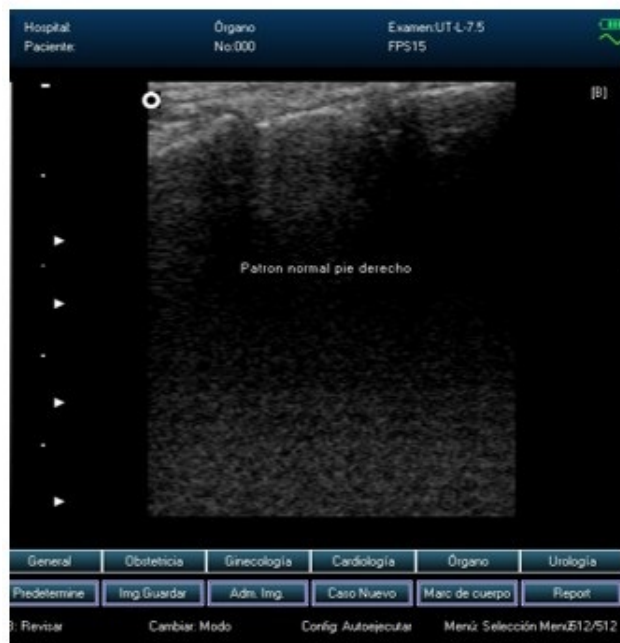 Hospital: Órgano Examen:UT-L-7.5
Paciente: No:000 FPS15
[B]
Patron normal pie derecho
General Obstetricia Ginecología Cardiología Órgano Urología
Predetermine Img.Guardar Adm. Img. Caso Nuevo Marc de cuerpo Report
: Revisar Cambiar: Modo Config: Autoejecutar Menú: Selección Menú 512/512